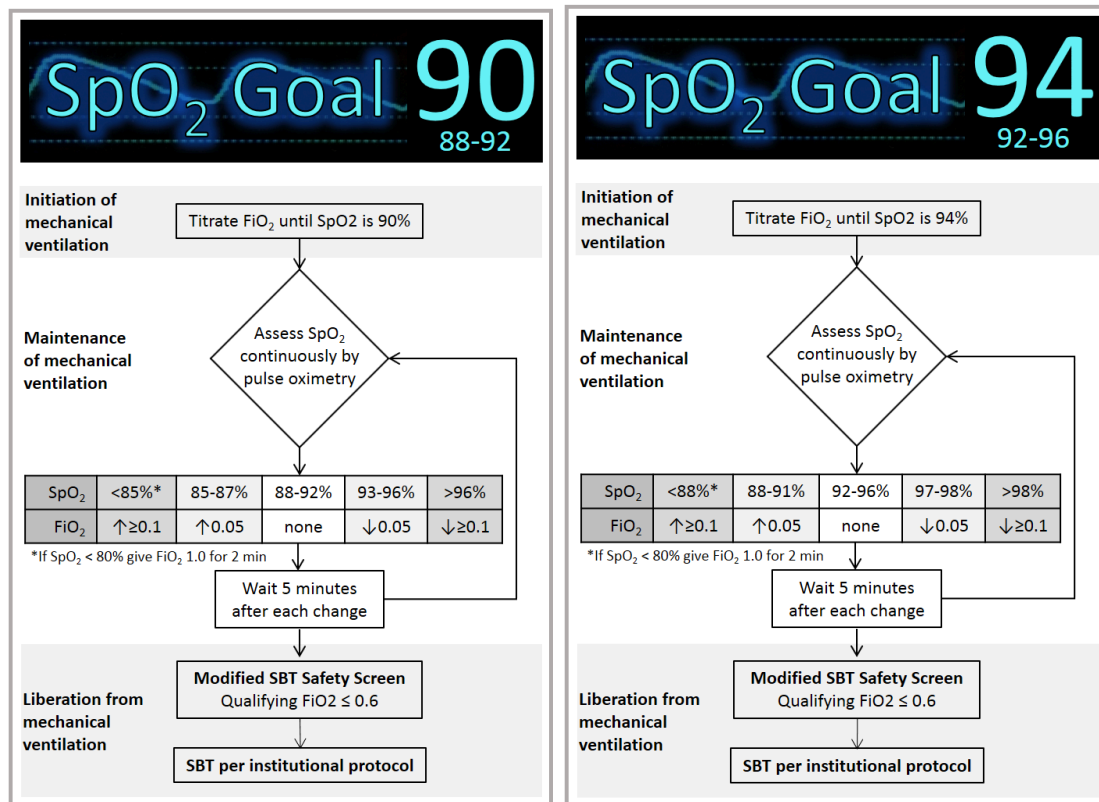 SpO₂ Goal 90
88-92
Initiation of
mechanical
ventilation
Titrate FiO₂ until SpO2 is 90%
Maintenance
of mechanical
ventilation
Assess SpO₂
continuously by
pulse oximetry
SpO₂ <85%* 85-87% 88-92% 93-96% >96%
FiO₂ ↑≥0.1 ↑0.05 none ↓0.05 ↓≥0.1
*If SpO₂ < 80% give FiO₂ 1.0 for 2 min
Wait 5 minutes
after each change
Liberation from
mechanical
ventilation
Modified SBT Safety Screen
Qualifying FiO2 ≤ 0.6
SBT per institutional protocol
SpO₂ Goal 94
92-96
Initiation of
mechanical
ventilation
Titrate FiO₂ until SpO2 is 94%
Maintenance
of mechanical
ventilation
Assess SpO₂
continuously by
pulse oximetry
SpO₂ <88%* 88-91% 92-96% 97-98% >98%
FiO₂ ↑≥0.1 ↑0.05 none ↓0.05 ↓≥0.1
*If SpO₂ < 80% give FiO₂ 1.0 for 2 min
Wait 5 minutes
after each change
Liberation from
mechanical
ventilation
Modified SBT Safety Screen
Qualifying FiO2 ≤ 0.6
SBT per institutional protocol